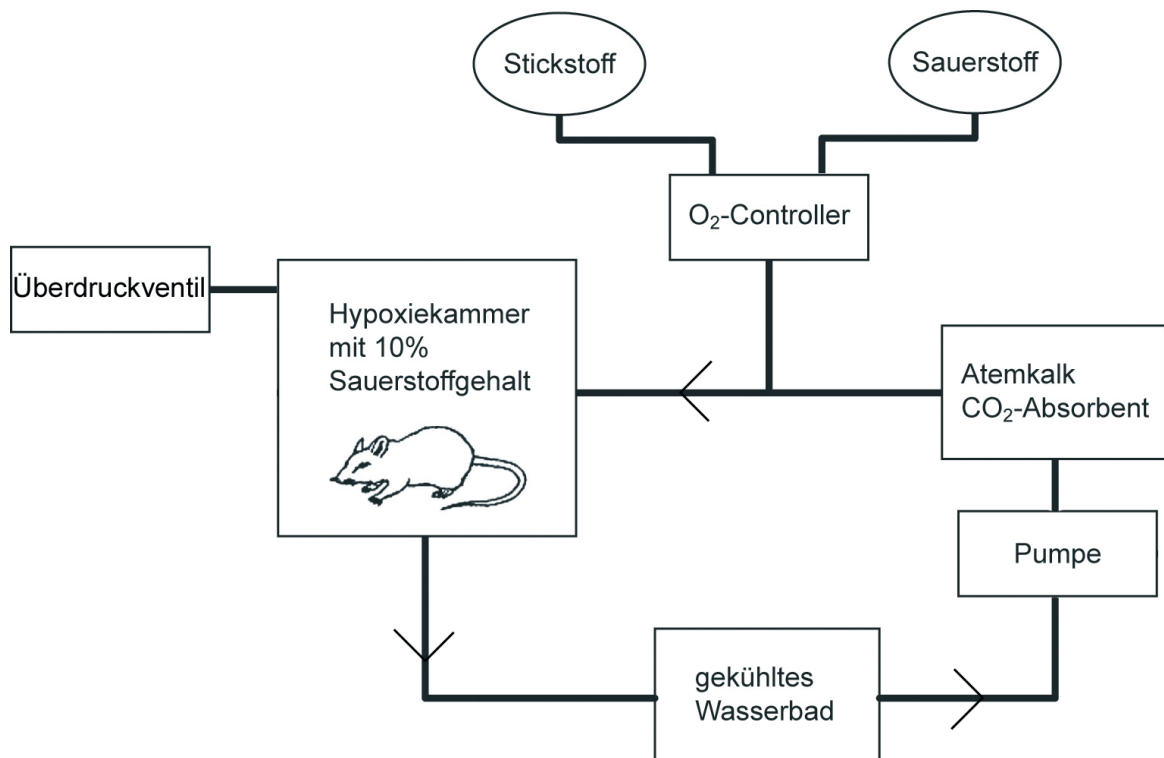 Stickstoff
Sauerstoff
O₂-Controller
Überdruckventil
Hypoxiekammer
mit 10%
Sauerstoffgehalt
Atemkalk
CO₂-Absorbent
Pumpe
gekühltes
Wasserbad